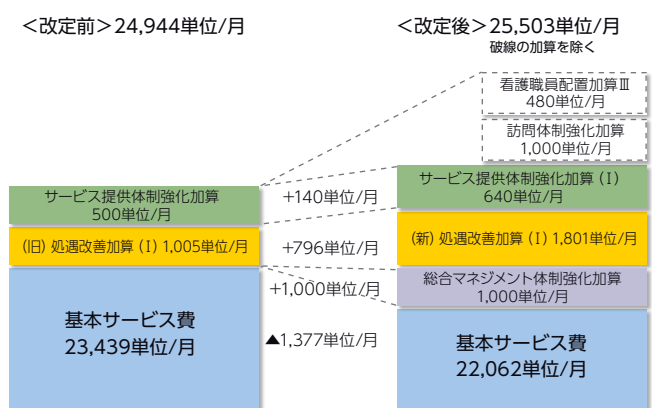 <改定前>24,944単位/月
<改定後>25,503単位/月
破線の加算を除く
看護職員配置加算Ⅲ
480単位/月
訪問体制強化加算
1,000単位/月
サービス提供体制強化加算
500単位/月
+140単位/月
サービス提供体制強化加算(Ⅰ)
640単位/月
(旧)処遇改善加算(Ⅰ)1,005単位/月
+796単位/月
(新)処遇改善加算(Ⅰ)1,801単位/月
+1,000単位/月
総合マネジメント体制強化加算
1,000単位/月
基本サービス費
23,439単位/月
▲1,377単位/月
基本サービス費
22,062単位/月